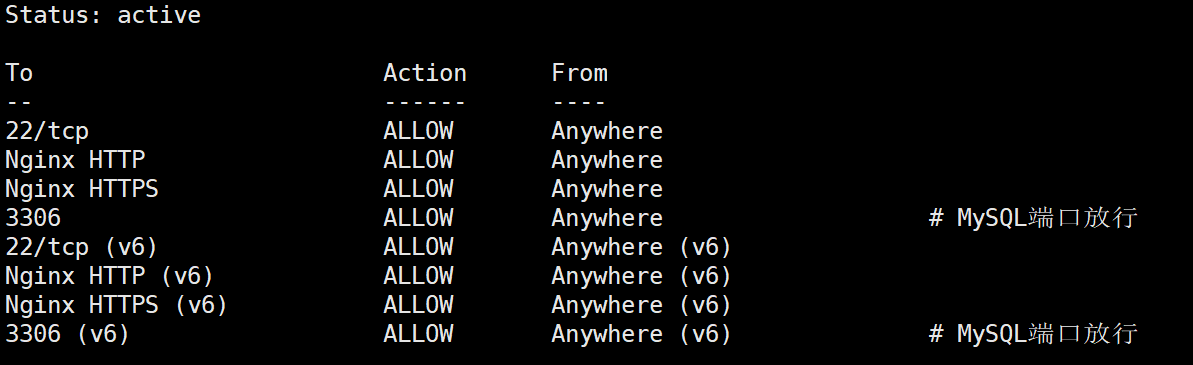 Status: active
To Action From
-- ------ ----
22/tcp ALLOW Anywhere
Nginx HTTP ALLOW Anywhere
Nginx HTTPS ALLOW Anywhere
3306 ALLOW Anywhere # MySQL端口放行
22/tcp (v6) ALLOW Anywhere (v6)
Nginx HTTP (v6) ALLOW Anywhere (v6)
Nginx HTTPS (v6) ALLOW Anywhere (v6)
3306 (v6) ALLOW Anywhere (v6) # MySQL端口放行